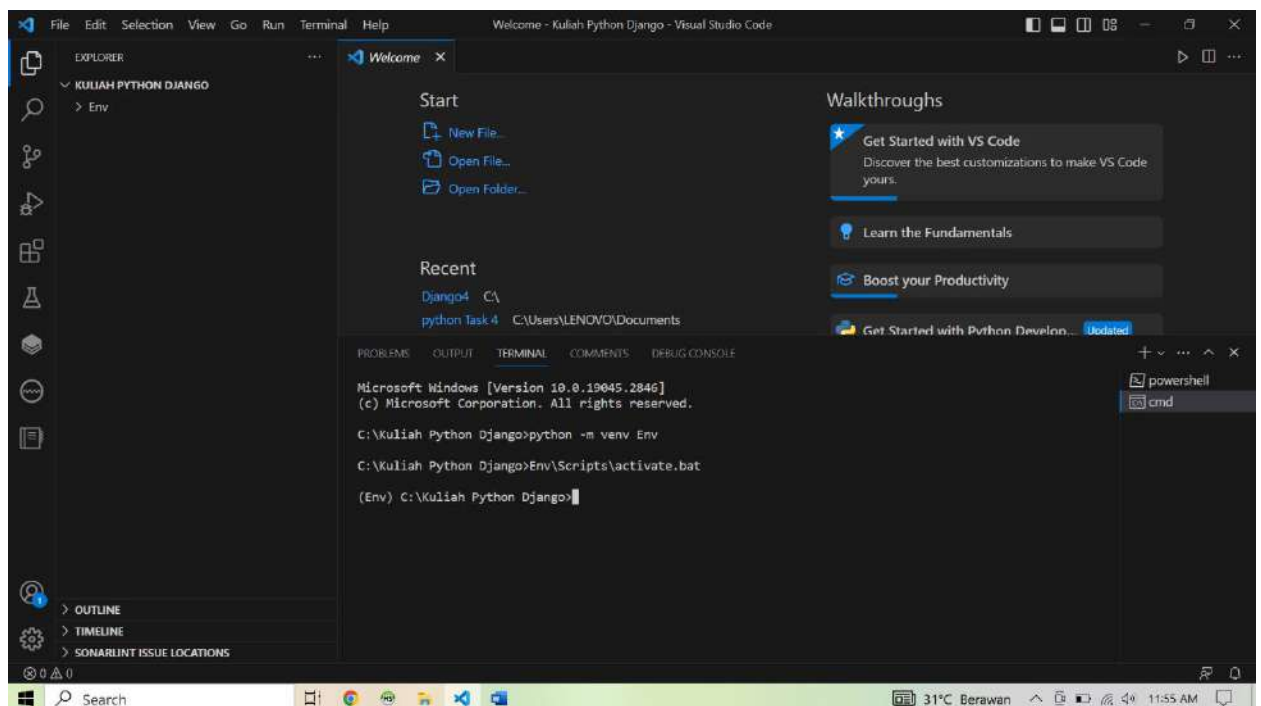 File Edit Selection View Go Run Terminal Help
Welcome - Kuliah Python Django - Visual Studio Code
EXPLORER
KULIAH PYTHON DJANGO
Env
OUTLINE
TIMELINE
SONARLINT ISSUE LOCATIONS
Welcome
Start
New File...
Open File...
Open Folder...
Recent
Django4 C:\
python Task 4 C:\Users\LENOVO\Documents
Walkthroughs
Get Started with VS Code
Discover the best customizations to make VS Code
yours.
Learn the Fundamentals
Boost your Productivity
Get Started with Python Develop... Updated
PROBLEMS OUTPUT TERMINAL COMMENTS DEBUG CONSOLE
Microsoft Windows [Version 10.0.19045.2846]
(c) Microsoft Corporation. All rights reserved.
C:\Kuliah Python Django>python -m venv Env
C:\Kuliah Python Django>Env\Scripts\activate.bat
(Env) C:\Kuliah Python Django>
powershell
cmd
0 0
Search
31°C Berawan 11:55 AM